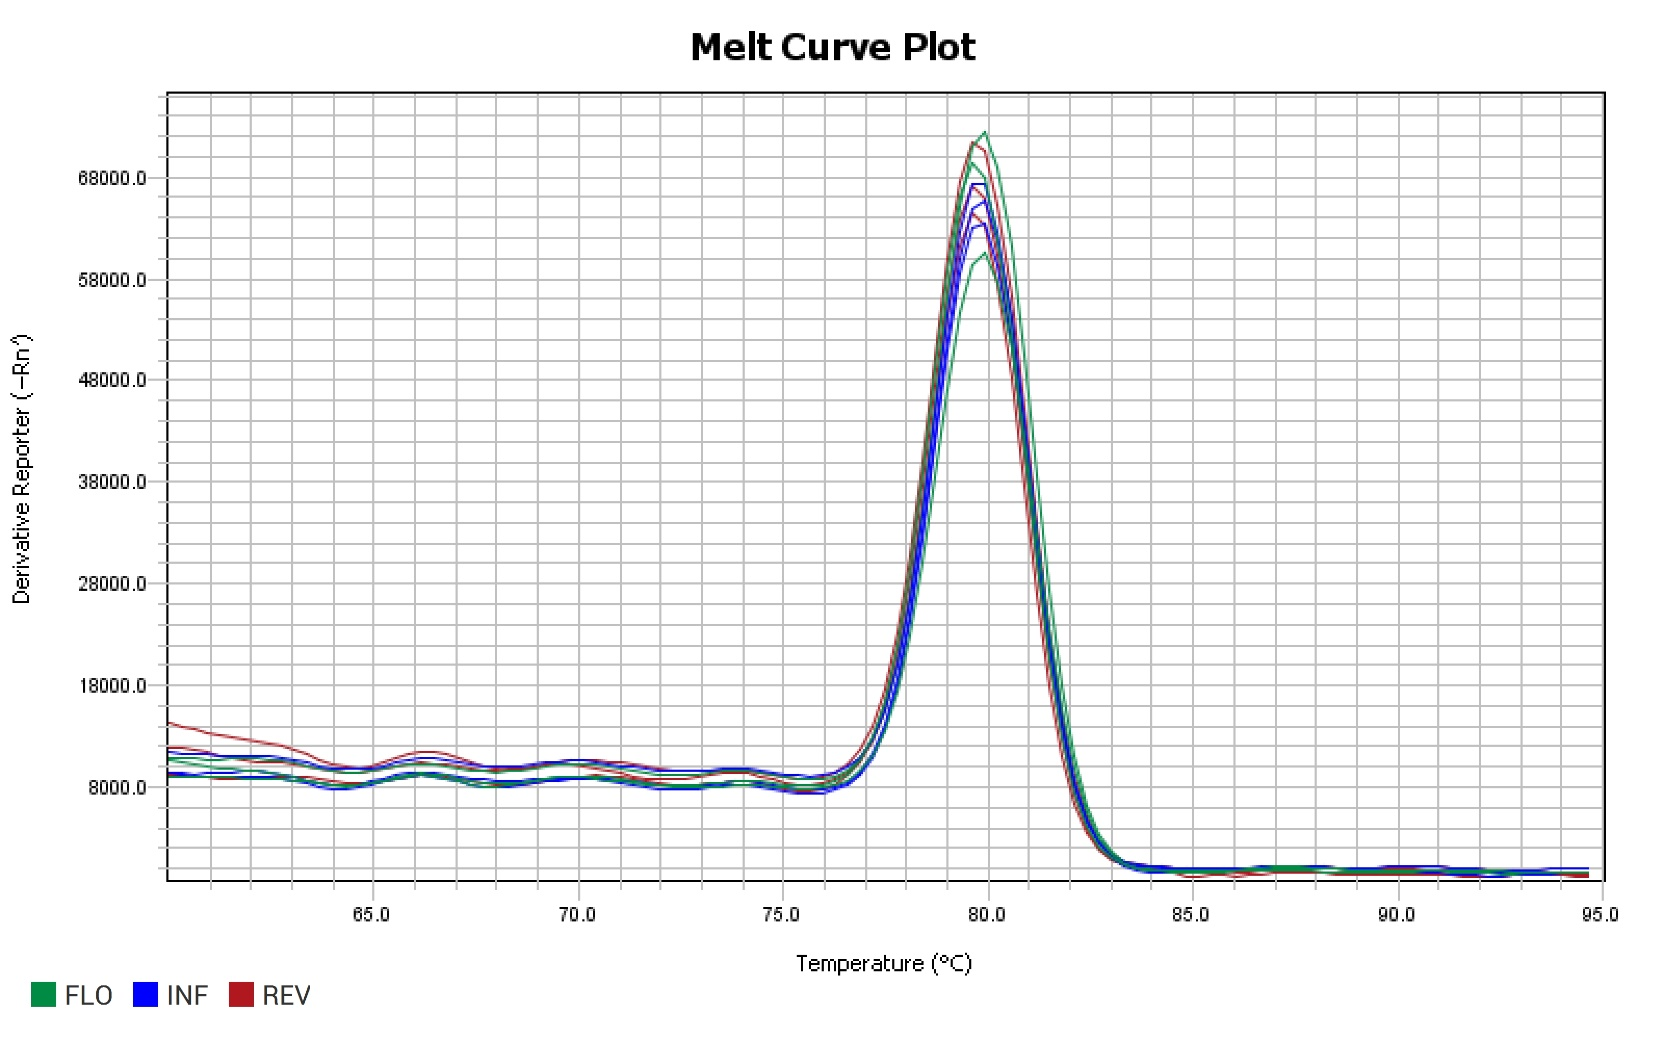 Melt Curve Plot
Derivative Reporter (−Rn′)
68000.0
58000.0
48000.0
38000.0
28000.0
18000.0
8000.0
65.0 70.0 75.0 80.0 85.0 90.0 95.0
Temperature (°C)
FLO INF REV